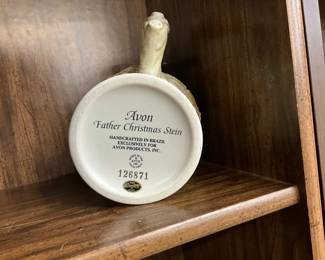 Avon
Father Christmas Stein
HANDCRAFTED IN BRAZIL
EXCLUSIVELY FOR
AVON PRODUCTS, INC.
126871